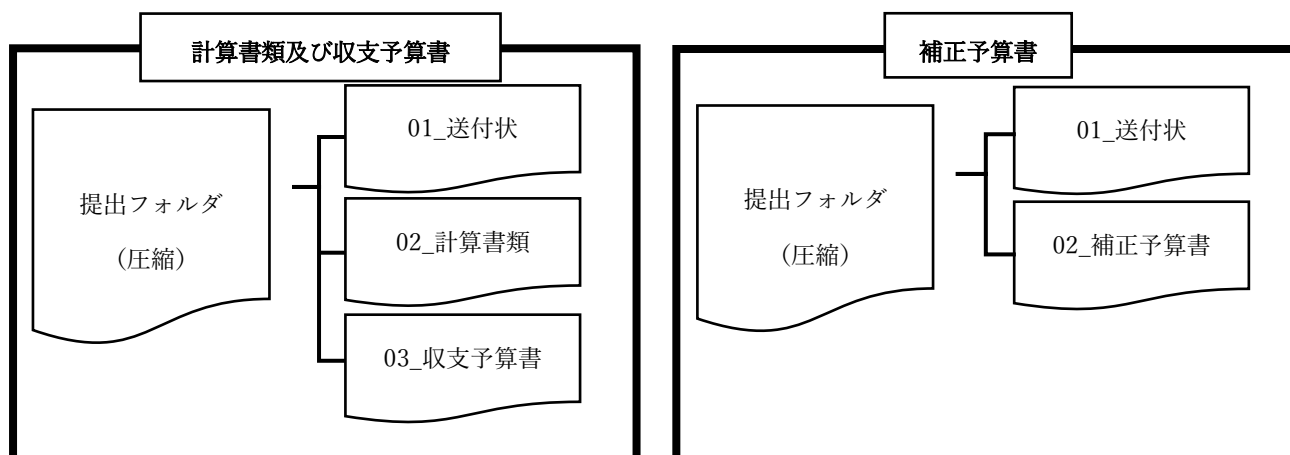 計算書類及び収支予算書
提出フォルダ
（圧縮）
01_送付状
02_計算書類
03_収支予算書
補正予算書
提出フォルダ
（圧縮）
01_送付状
02_補正予算書